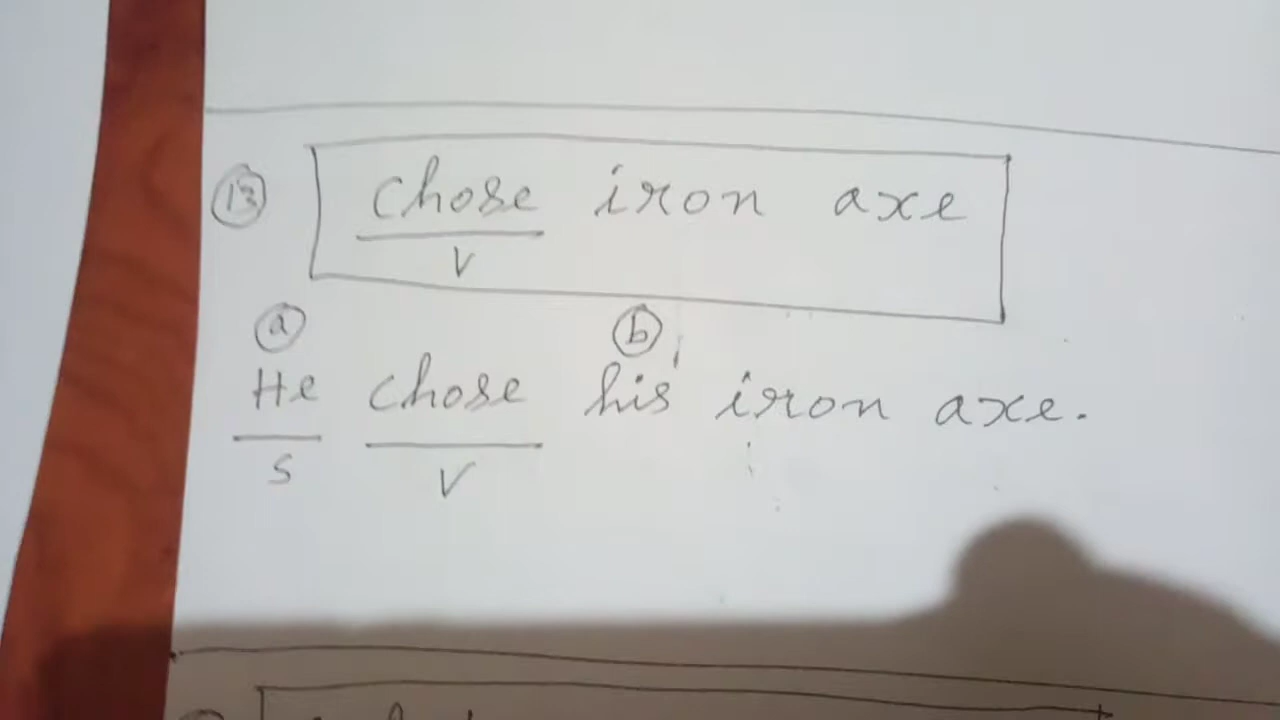 13 chose iron axe
V
a b
He chose his iron axe.
S V